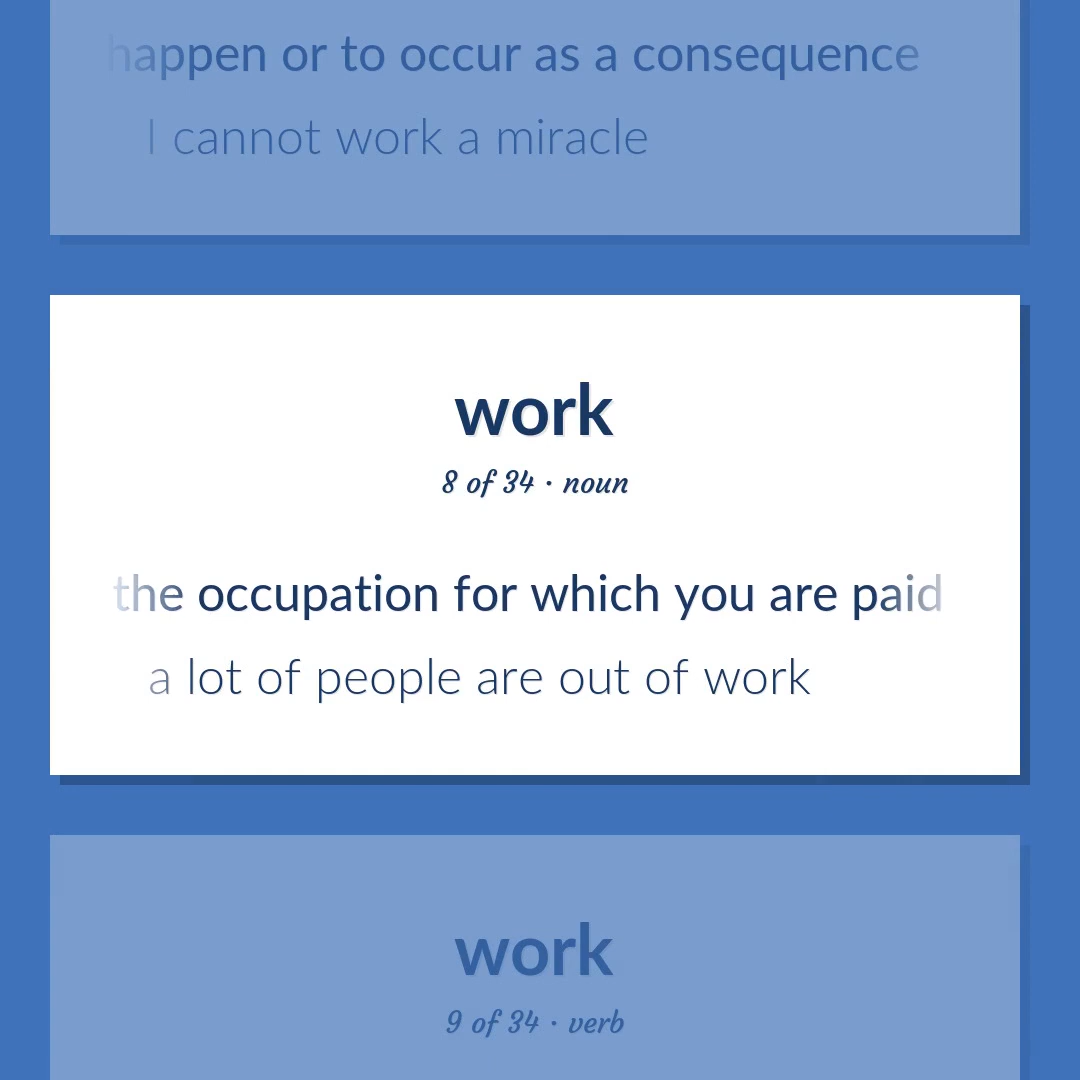 happen or to occur as a consequence
I cannot work a miracle
work
8 of 34 · noun
the occupation for which you are paid
a lot of people are out of work
work
9 of 34 · verb